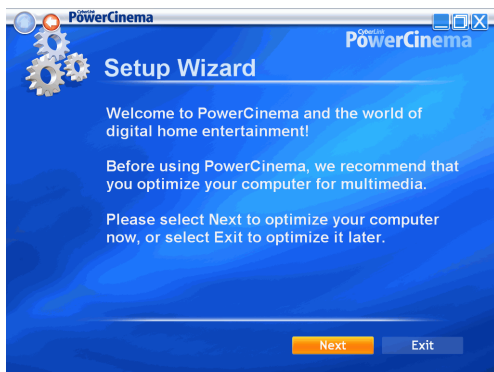 CyberLink
PowerCinema
CyberLink
PowerCinema
Setup Wizard
Welcome to PowerCinema and the world of
digital home entertainment!
Before using PowerCinema, we recommend that
you optimize your computer for multimedia.
Please select Next to optimize your computer
now, or select Exit to optimize it later.
Next Exit